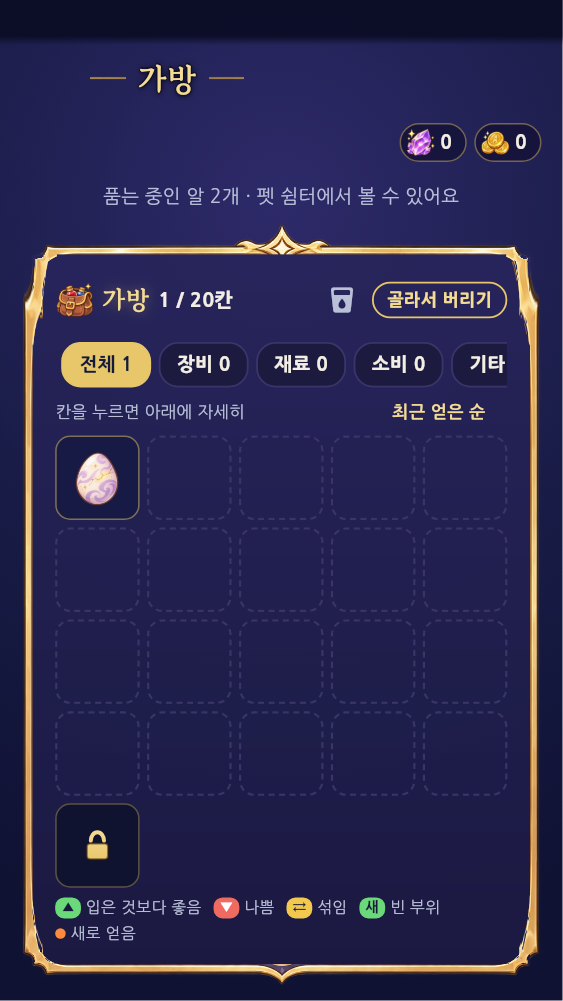 가방
0 0
품는 중인 알 2개 · 펫 쉼터에서 볼 수 있어요
가방 1 / 20칸 골라서 버리기
전체 1 장비 0 재료 0 소비 0 기타
칸을 누르면 아래에 자세히 최근 얻은 순
입은 것보다 좋음 나쁨 섞임 새 빈 부위
새로 얻음